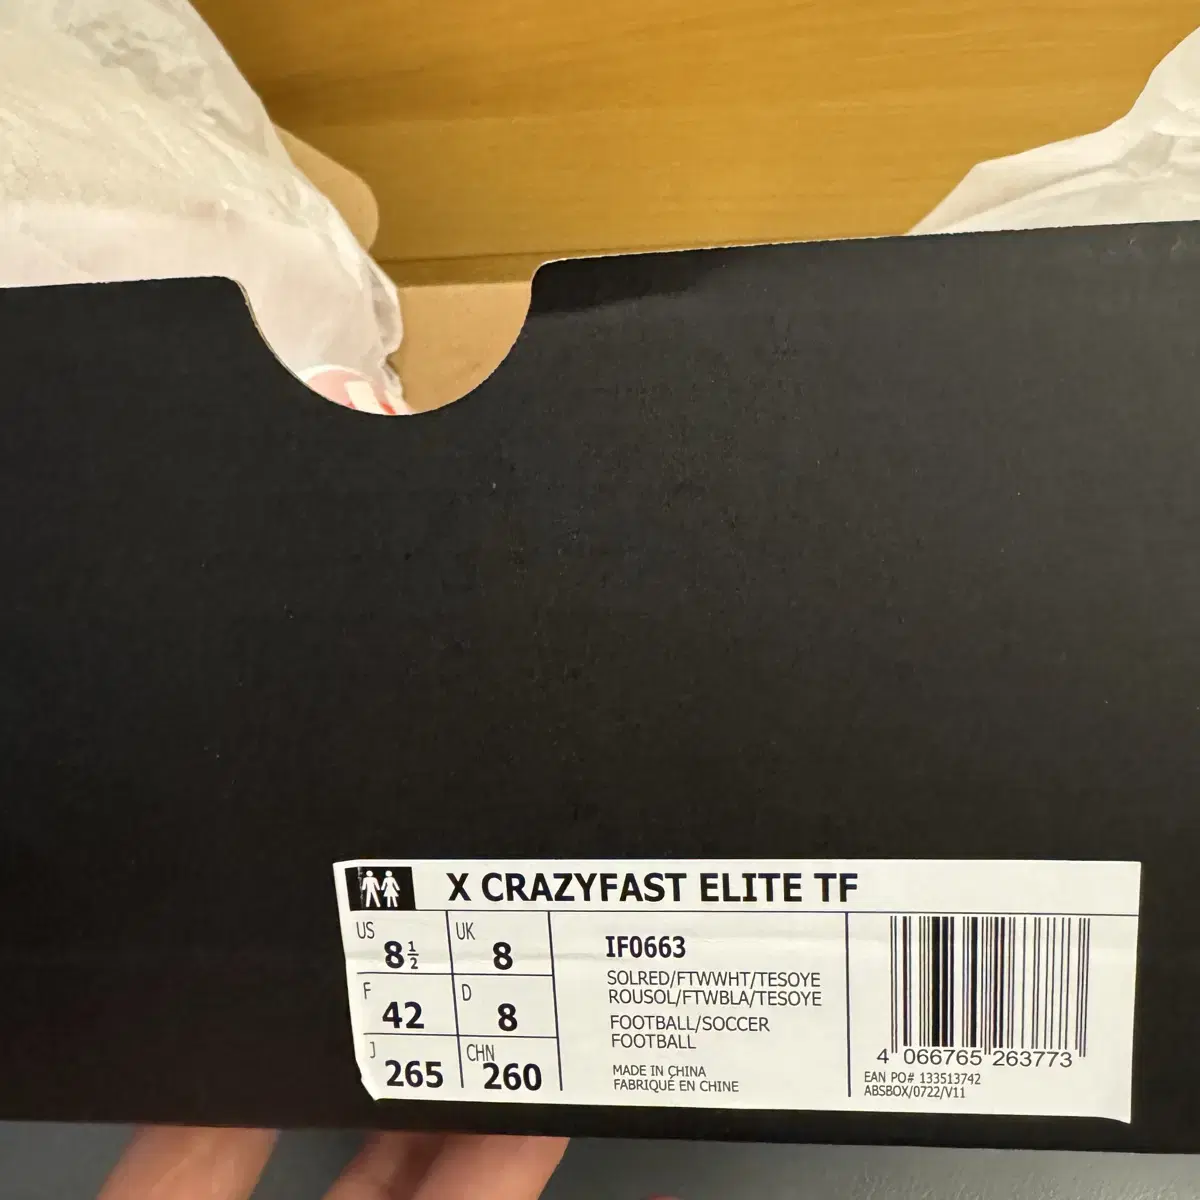 X CRAZYFAST ELITE TF
US 8½ UK 8
F 42 D 8
J 265 CHN 260
IF0663
SOLRED/FTWWHT/TESOYE
ROUSOL/FTWBLA/TESOYE
FOOTBALL/SOCCER
FOOTBALL
MADE IN CHINA
FABRIQUÉ EN CHINE
4 066765 263773
EAN PO# 133513742
ABSBOX/0722/V11